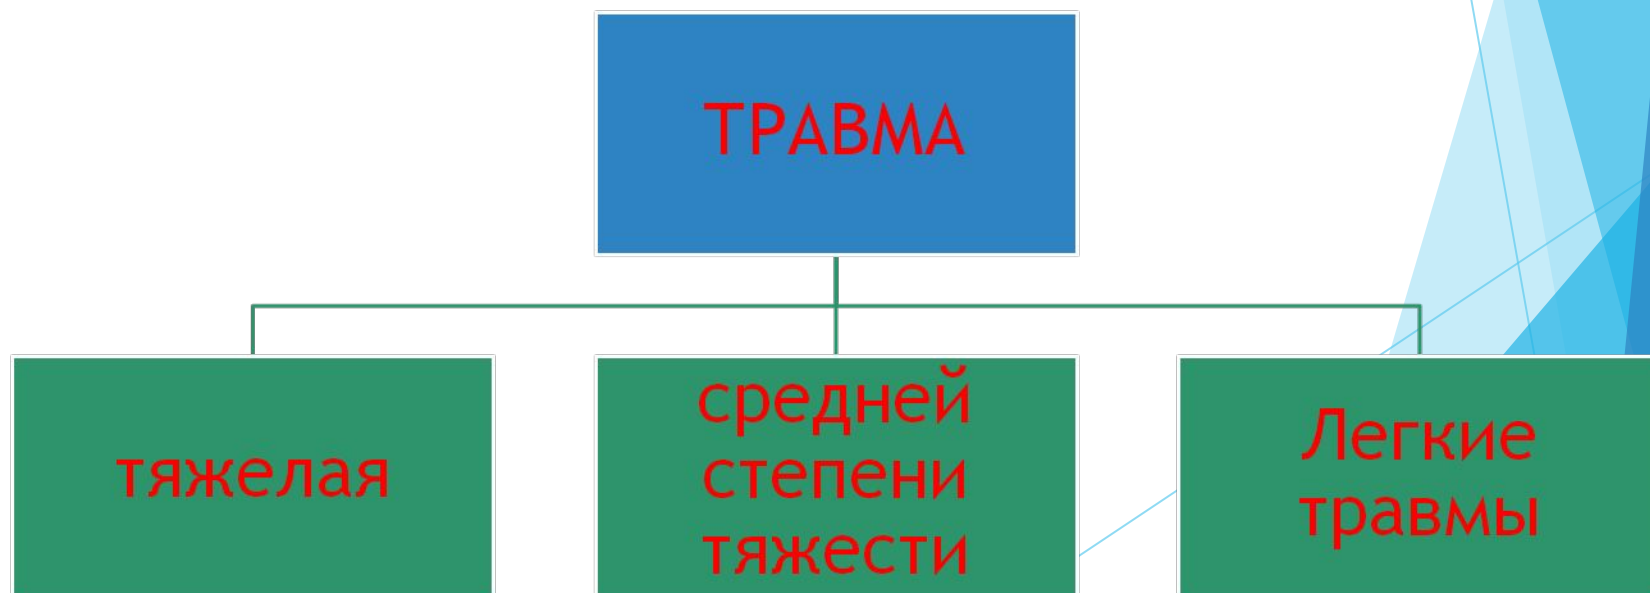 ТРАВМА
тяжелая
средней
степени
тяжести
Легкие
травмы